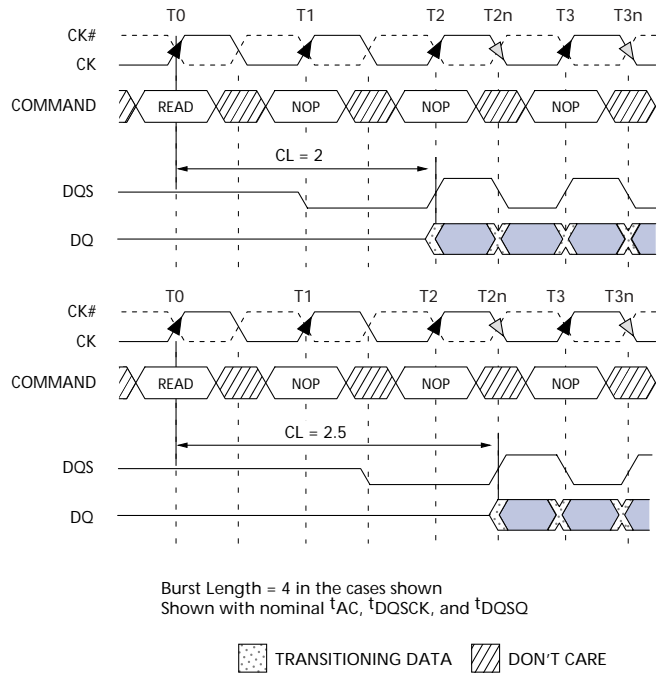 T0 T1 T2 T2n T3 T3n
CK#
CK
COMMAND READ NOP NOP NOP
CL = 2
DQS
DQ
T0 T1 T2 T2n T3 T3n
CK#
CK
COMMAND READ NOP NOP NOP
CL = 2.5
DQS
DQ
Burst Length = 4 in the cases shown
Shown with nominal tAC, tDQSCK, and tDQSQ
TRANSITIONING DATA DON'T CARE